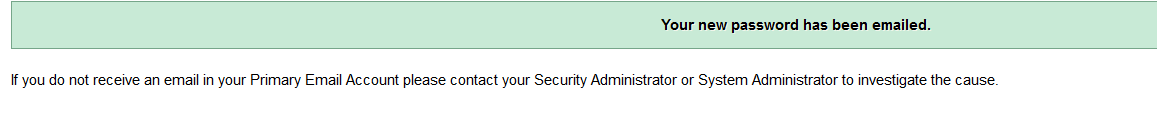 Your new password has been emailed.
If you do not receive an email in your Primary Email Account please contact your Security Administrator or System Administrator to investigate the cause.